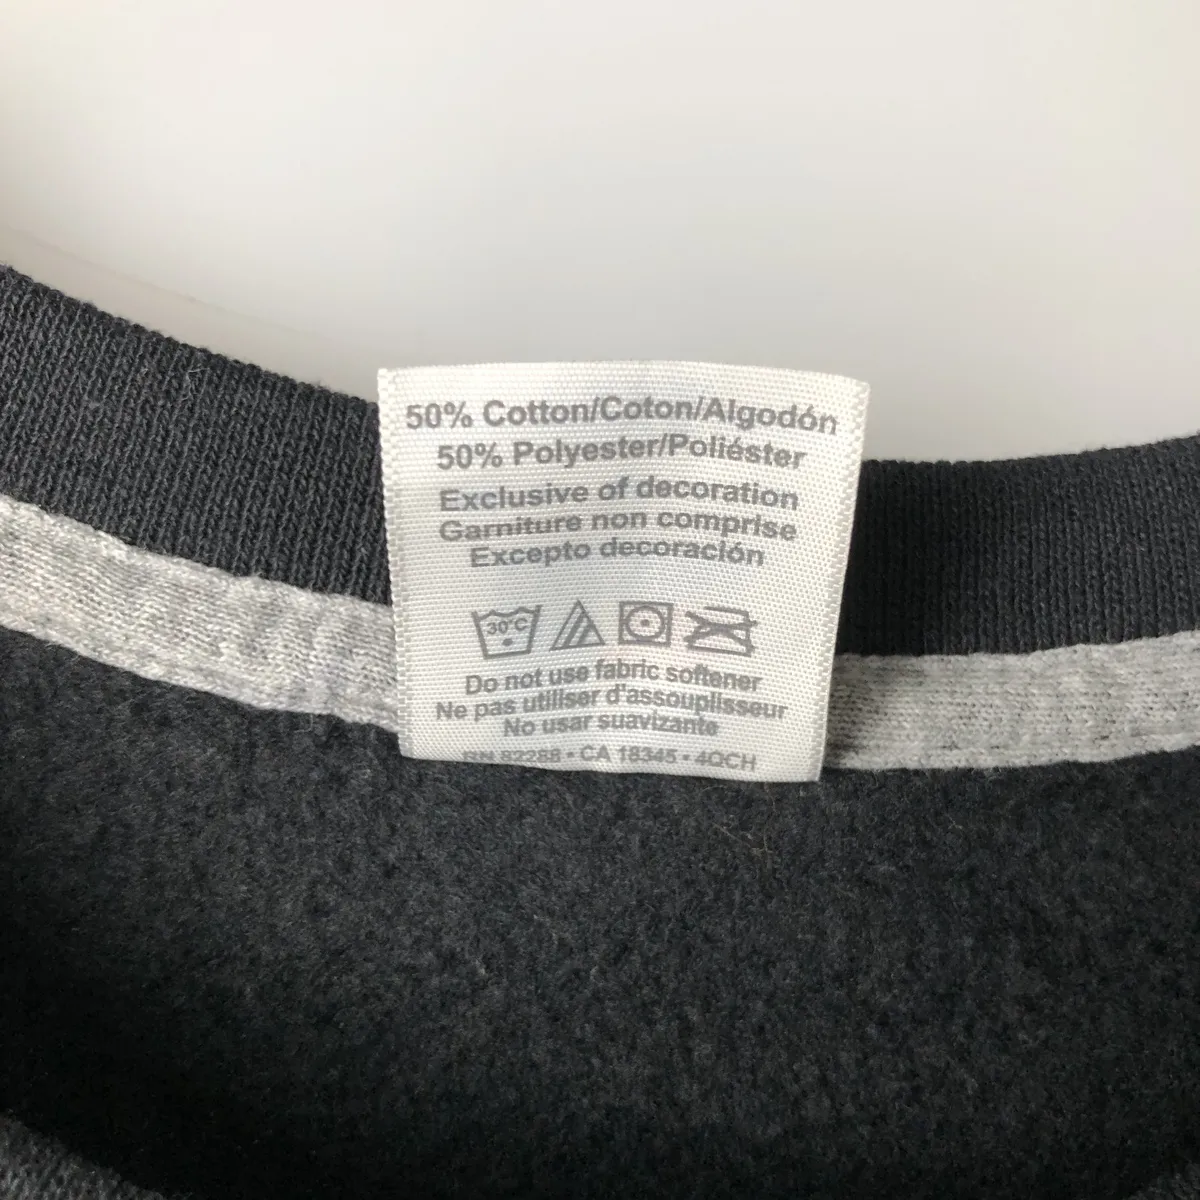 50% Cotton/Coton/Algodón
50% Polyester/Poliéster
Exclusive of decoration
Garniture non comprise
Excepto decoración
30°C
Do not use fabric softener
Ne pas utiliser d'assouplisseur
No usar suavizante
RN 92288 • CA 18345 • 4QCH